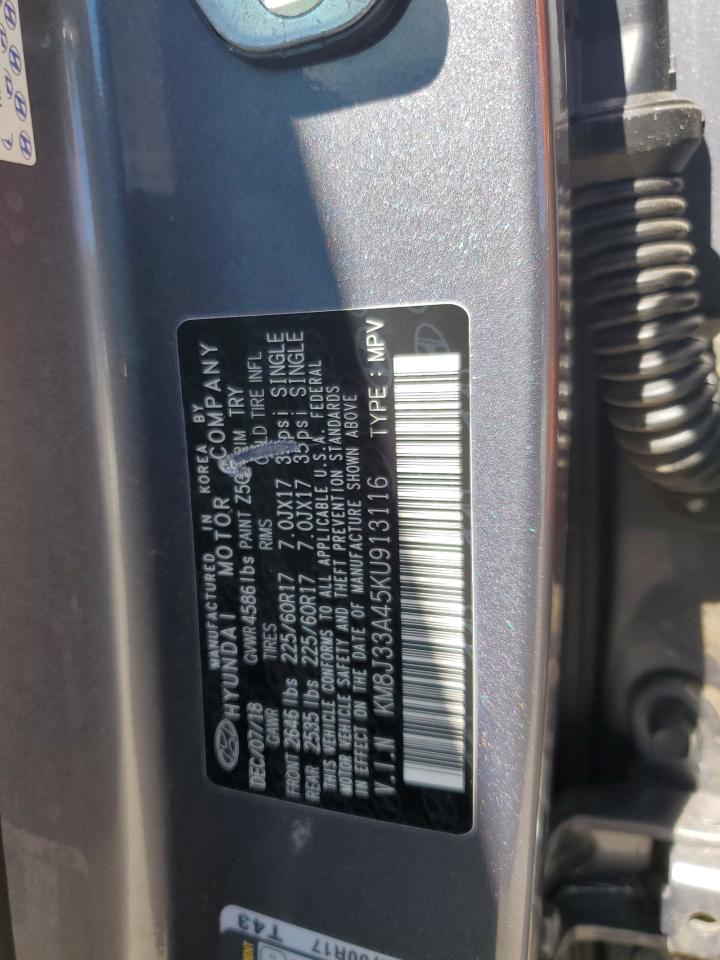 MANUFACTURED IN KOREA BY
HYUNDAI MOTOR COMPANY
DEC/07/18 GVWR 4586 lbs PAINT TRIM TRY
GAWR TIRES RIMS COLD TIRE INFL
FRONT 2646 lbs 225/60R17 7.0JX17 35psi SINGLE
REAR 2535 lbs 225/60R17 7.0JX17 35psi SINGLE
THIS VEHICLE CONFORMS TO ALL APPLICABLE U.S.A. FEDERAL
MOTOR VEHICLE SAFETY AND THEFT PREVENTION STANDARDS
IN EFFECT ON THE DATE OF MANUFACTURE SHOWN ABOVE
V.I.N KM8J33A45KU913116 TYPE : MPV
T43
60R17